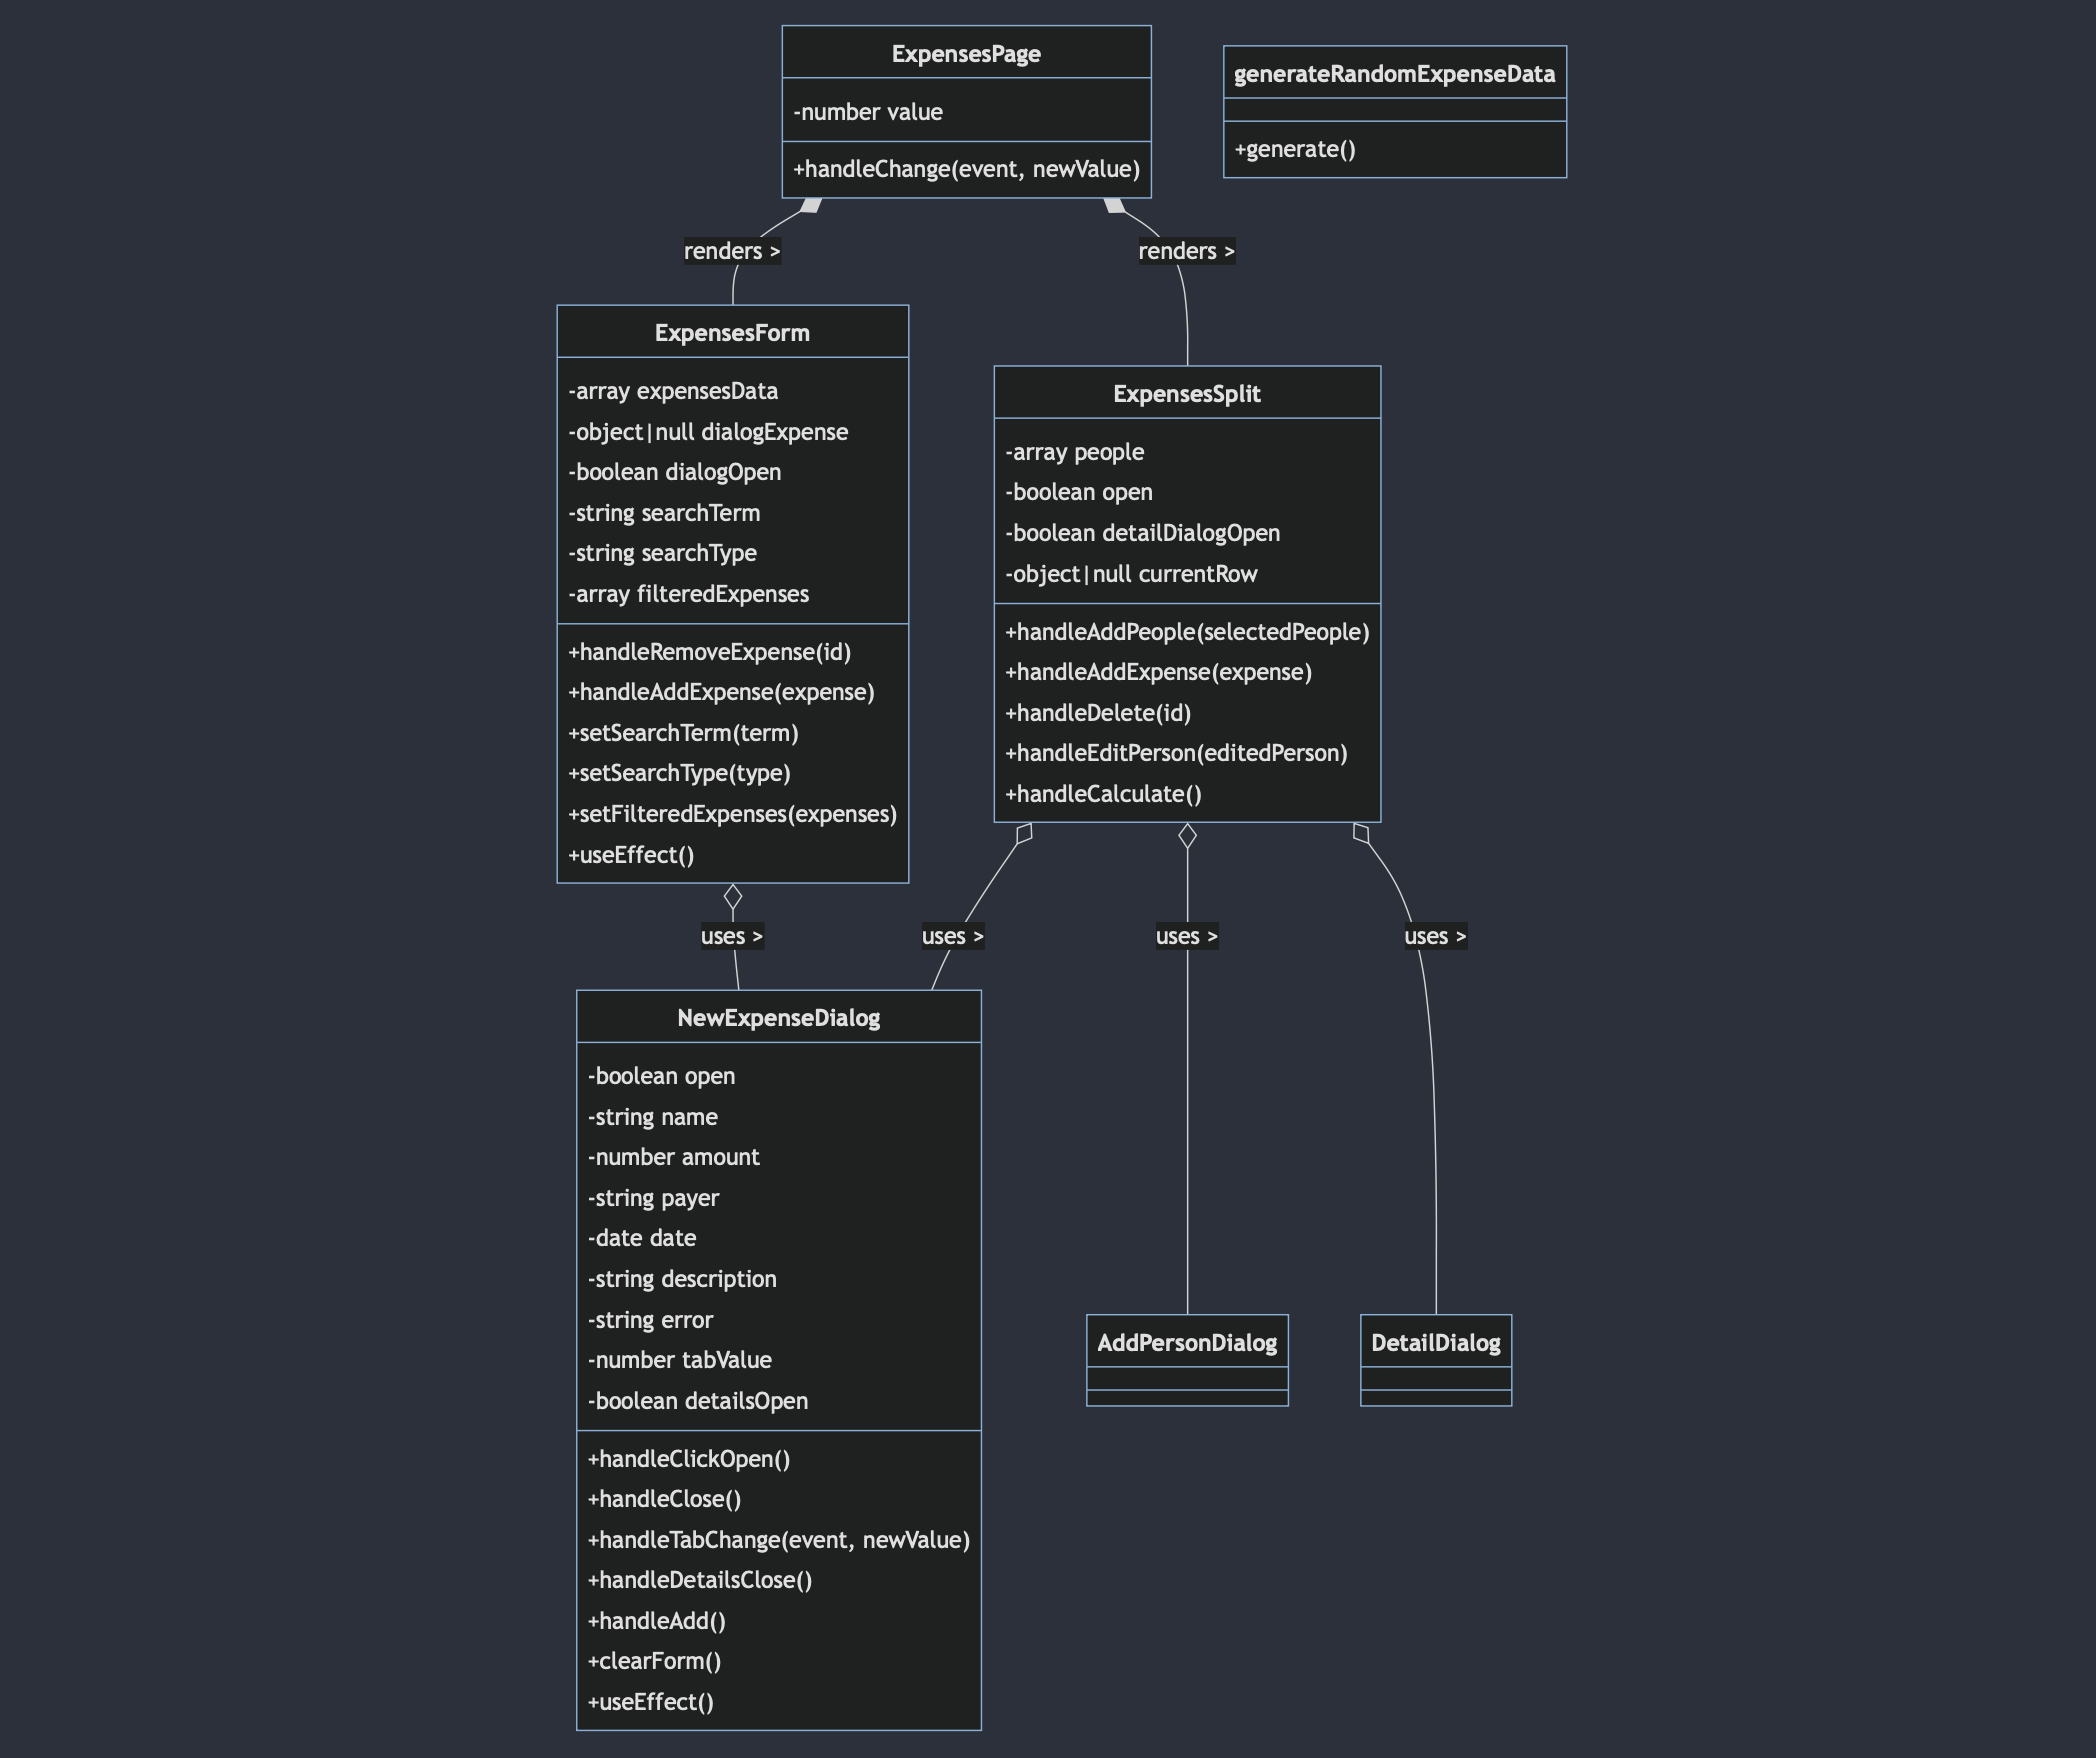 ExpensesPage
-number value
+handleChange(event, newValue)
generateRandomExpenseData
+generate()
renders >
renders >
ExpensesForm
-array expensesData
-object|null dialogExpense
-boolean dialogOpen
-string searchTerm
-string searchType
-array filteredExpenses
+handleRemoveExpense(id)
+handleAddExpense(expense)
+setSearchTerm(term)
+setSearchType(type)
+setFilteredExpenses(expenses)
+useEffect()
ExpensesSplit
-array people
-boolean open
-boolean detailDialogOpen
-object|null currentRow
+handleAddPeople(selectedPeople)
+handleAddExpense(expense)
+handleDelete(id)
+handleEditPerson(editedPerson)
+handleCalculate()
uses >
uses >
uses >
uses >
NewExpenseDialog
-boolean open
-string name
-number amount
-string payer
-date date
-string description
-string error
-number tabValue
-boolean detailsOpen
+handleClickOpen()
+handleClose()
+handleTabChange(event, newValue)
+handleDetailsClose()
+handleAdd()
+clearForm()
+useEffect()
AddPersonDialog
DetailDialog